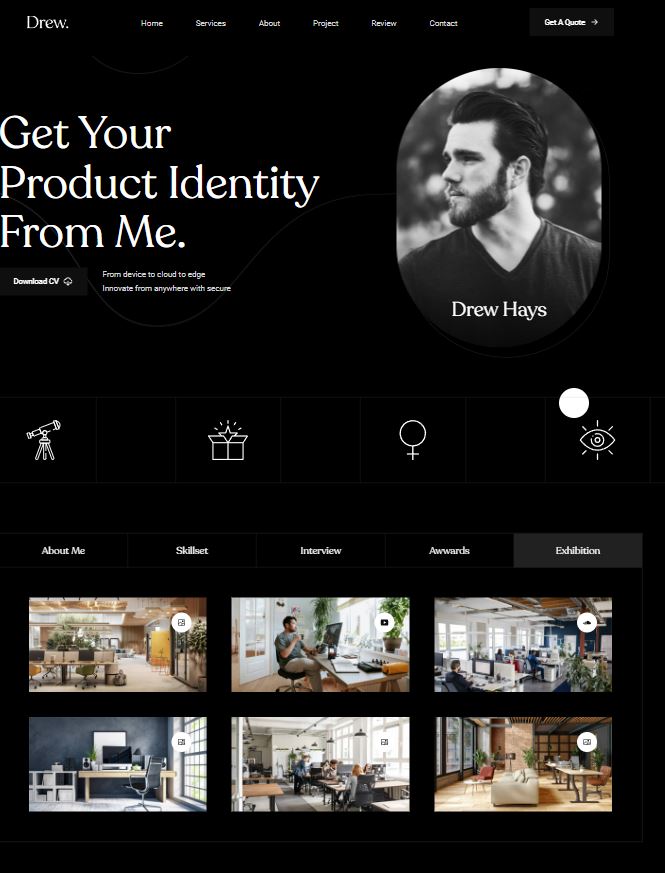 Drew.
Home
Services
About
Project
Review
Contact
Get A Quote
Get Your
Product Identity
From Me.
Download CV
From device to cloud to edge
Innovate from anywhere with secure
Drew Hays
About Me
Skillset
Interview
Awwards
Exhibition